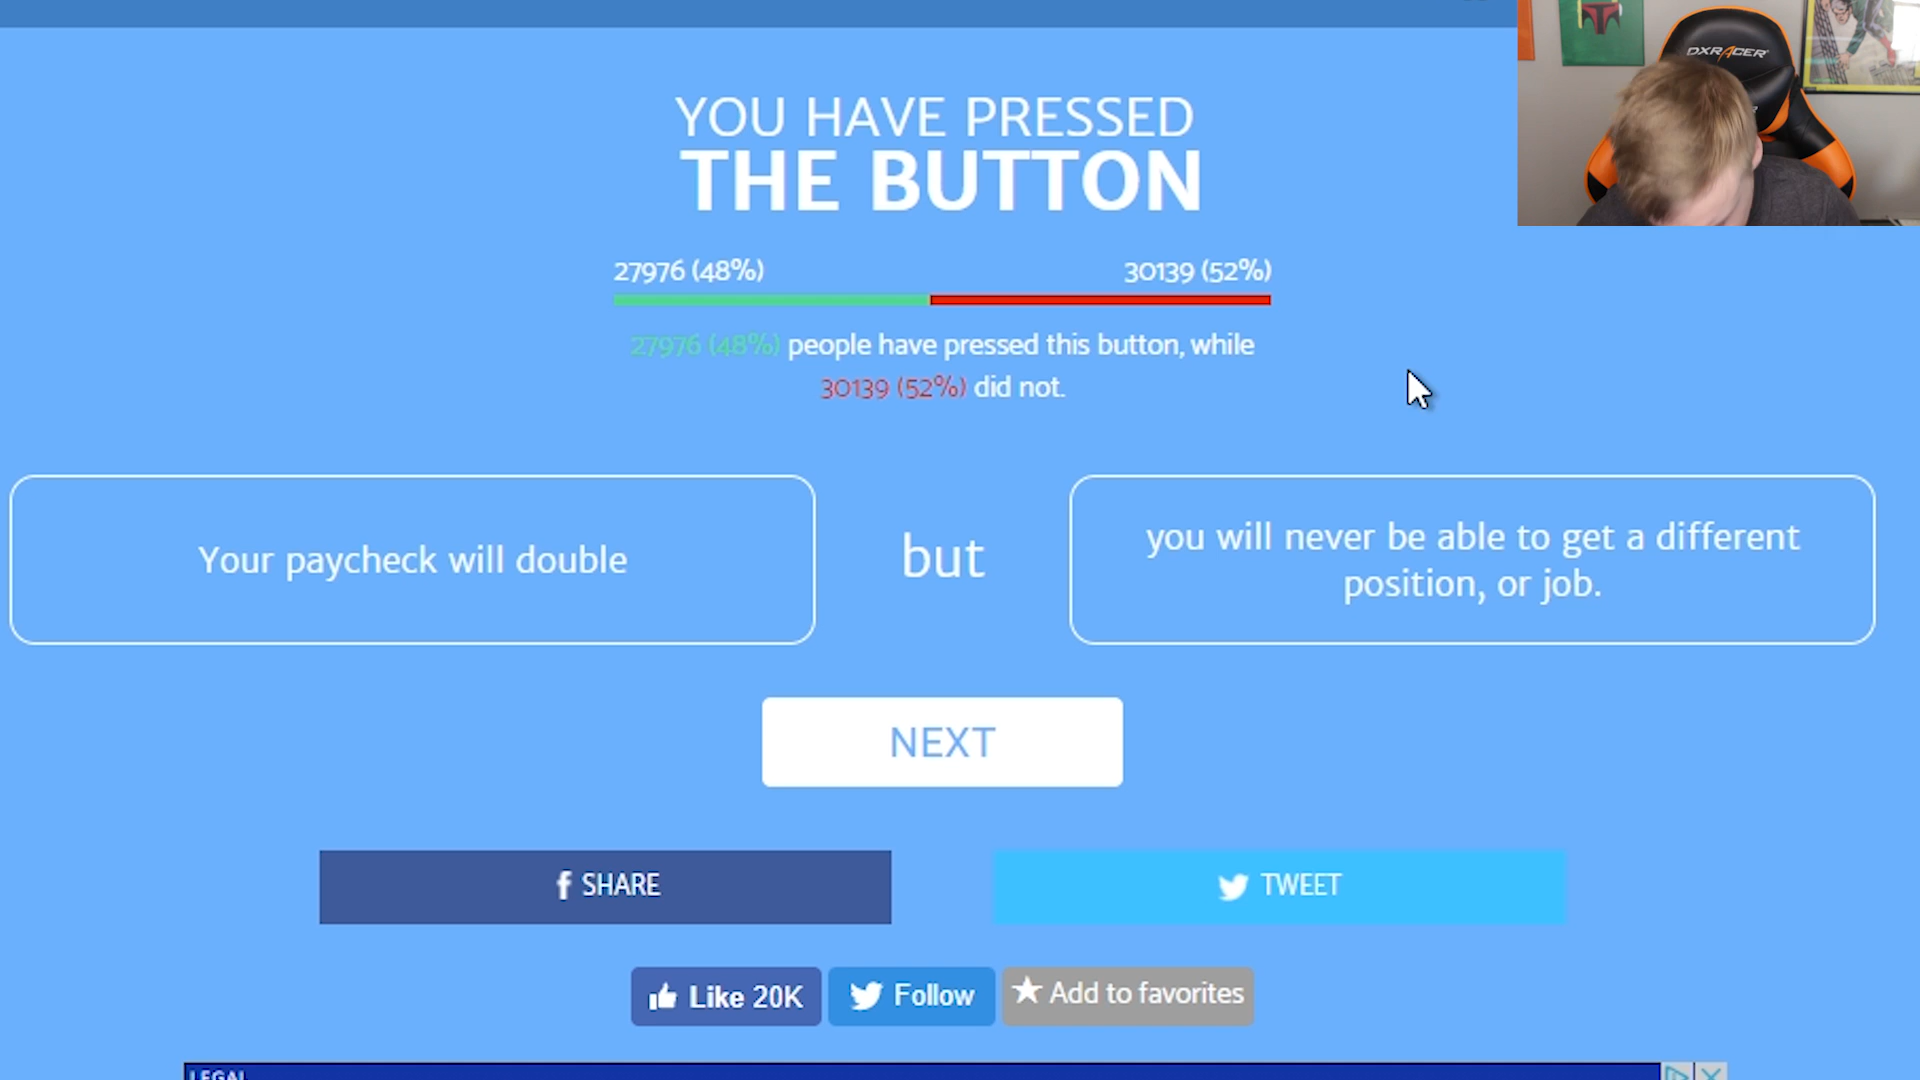 DXRACER
YOU HAVE PRESSED
THE BUTTON
27976 (48%)
30139 (52%)
27976 (48%) people have pressed this button, while
30139 (52%) did not.
Your paycheck will double
but
you will never be able to get a different
position, or job.
NEXT
f SHARE
TWEET
Like 20K
Follow
Add to favorites
LEGAL